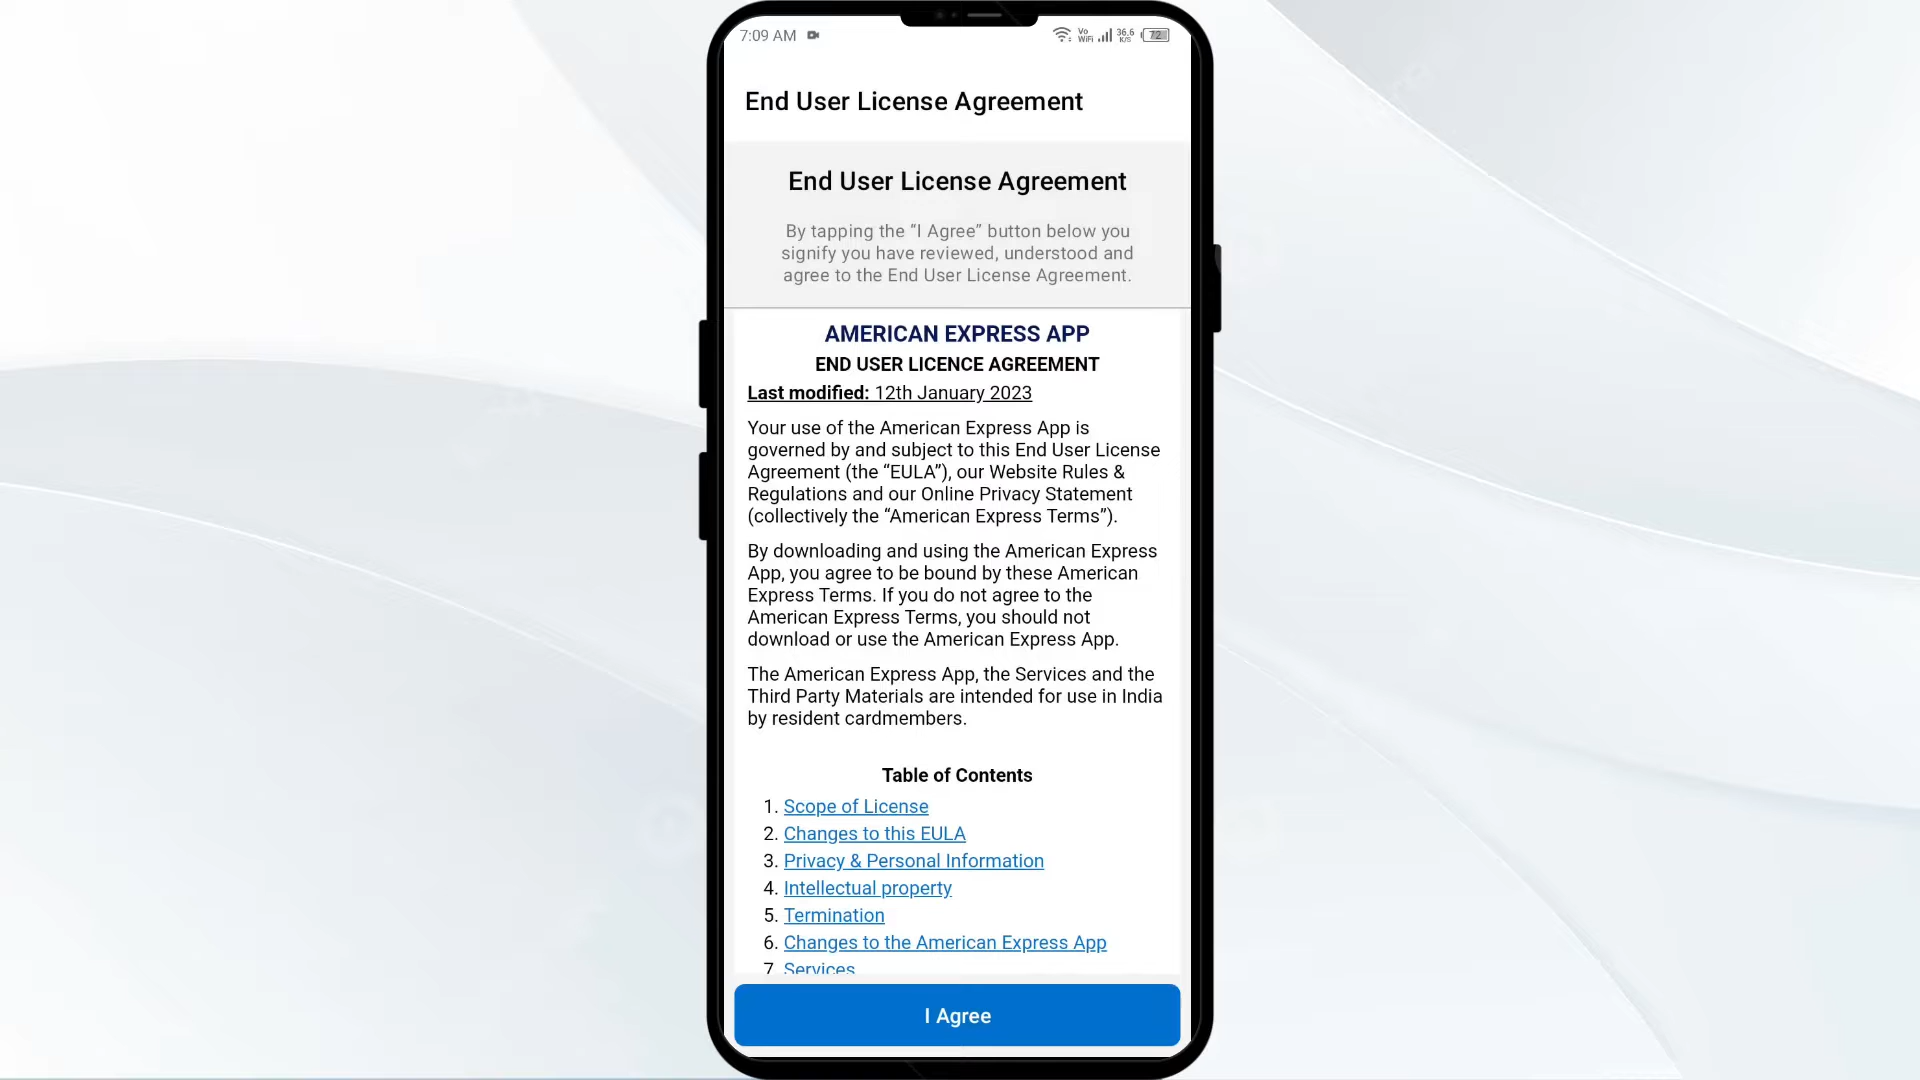 7:09 AM
Vo WiFi 36.6 K/S 72
End User License Agreement
End User License Agreement
By tapping the “I Agree” button below you
signify you have reviewed, understood and
agree to the End User License Agreement.
AMERICAN EXPRESS APP
END USER LICENCE AGREEMENT
Last modified: 12th January 2023
Your use of the American Express App is
governed by and subject to this End User License
Agreement (the “EULA”), our Website Rules &
Regulations and our Online Privacy Statement
(collectively the “American Express Terms”).
By downloading and using the American Express
App, you agree to be bound by these American
Express Terms. If you do not agree to the
American Express Terms, you should not
download or use the American Express App.
The American Express App, the Services and the
Third Party Materials are intended for use in India
by resident cardmembers.
Table of Contents
1. Scope of License
2. Changes to this EULA
3. Privacy & Personal Information
4. Intellectual property
5. Termination
6. Changes to the American Express App
7. Services
I Agree